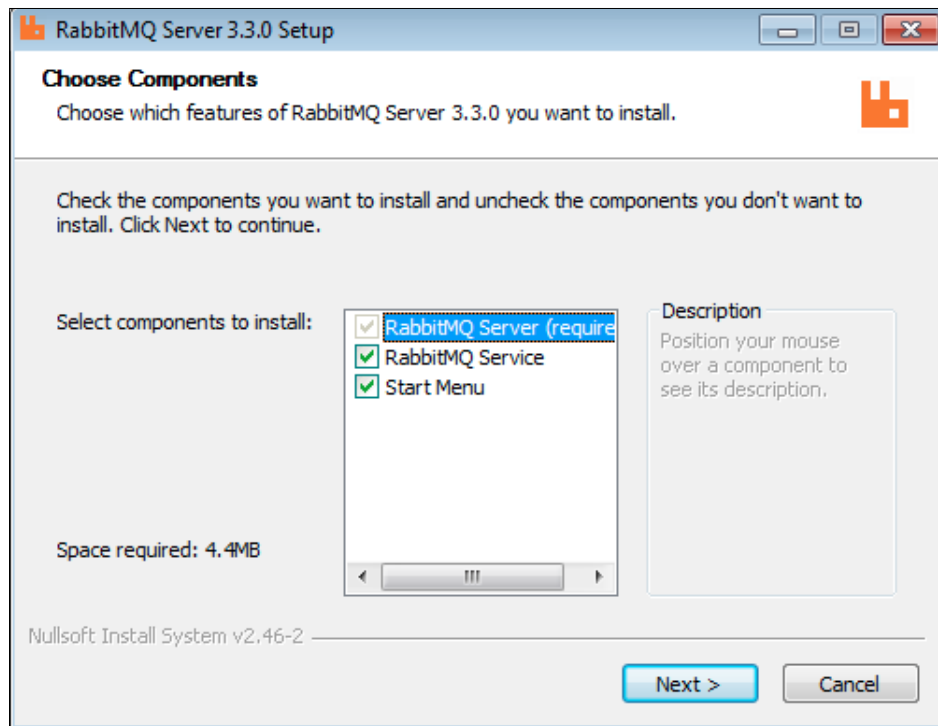 RabbitMQ Server 3.3.0 Setup
Choose Components
Choose which features of RabbitMQ Server 3.3.0 you want to install.
Check the components you want to install and uncheck the components you don't want to
install. Click Next to continue.
Select components to install:
RabbitMQ Server (require
RabbitMQ Service
Start Menu
Description
Position your mouse
over a component to
see its description.
Space required: 4.4MB
Nullsoft Install System v2.46-2
Next >
Cancel